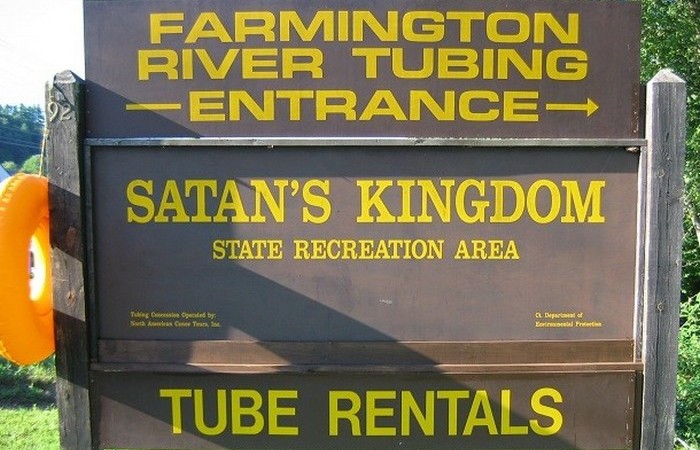 FARMINGTON
RIVER TUBING
ENTRANCE
92
SATAN'S KINGDOM
STATE RECREATION AREA
Tubing Concession Operated by:
North American Canoe Tours, Inc.
Ct. Department of
Environmental Protection
TUBE RENTALS